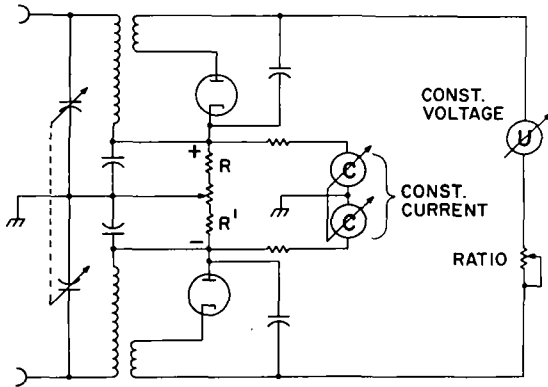 CONST.
VOLTAGE
U
+
R
C
R'
C
CONST.
CURRENT
-
RATIO